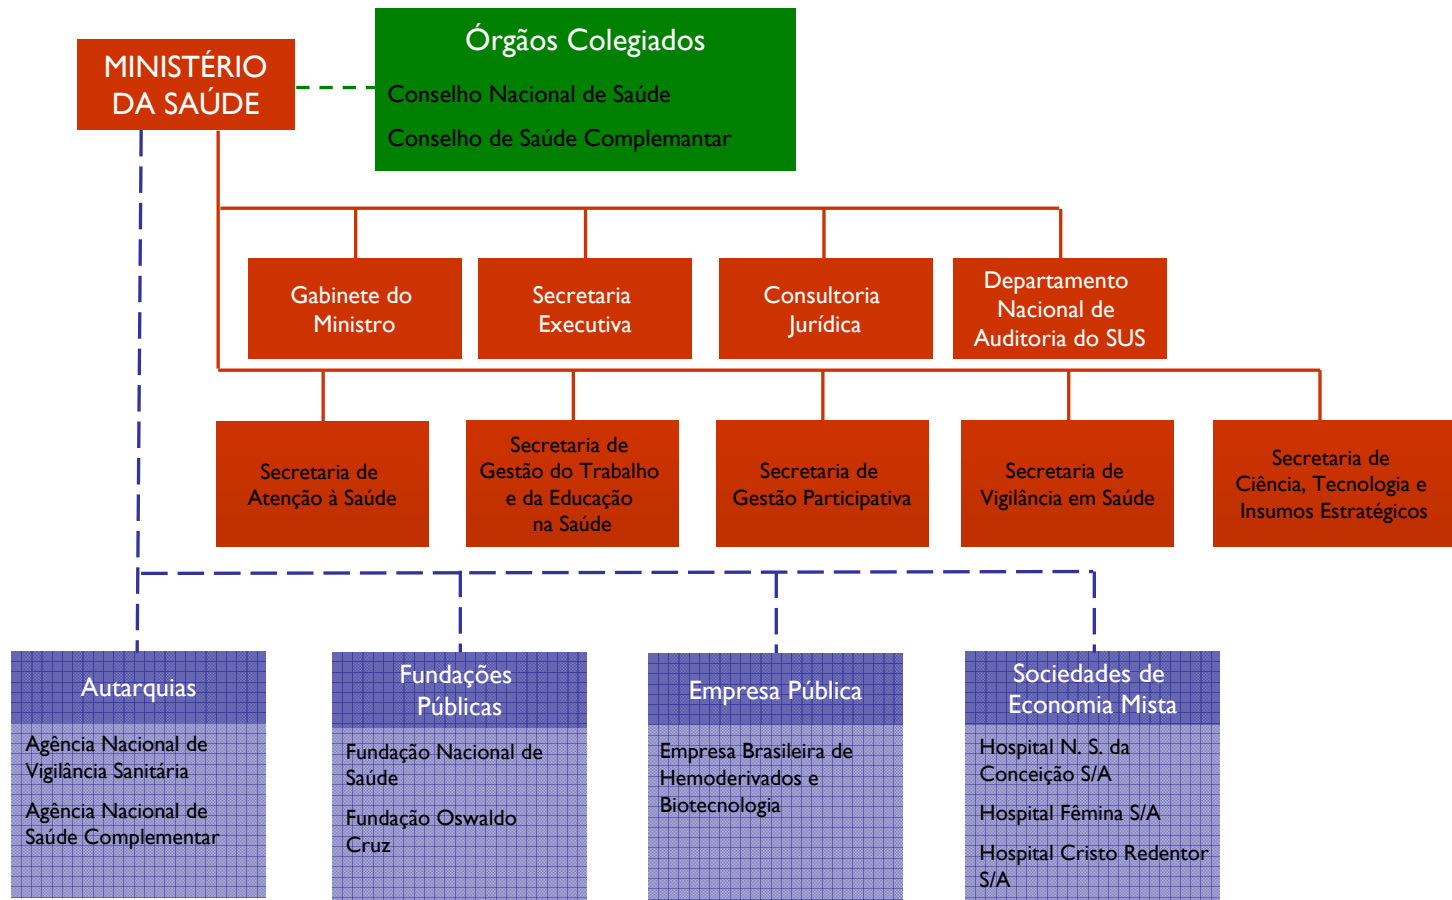 MINISTÉRIO
DA SAÚDE
Órgãos Colegiados
Conselho Nacional de Saúde
Conselho de Saúde Complemantar
Gabinete do
Ministro
Secretaria
Executiva
Consultoria
Jurídica
Departamento
Nacional de
Auditoria do SUS
Secretaria de
Atenção à Saúde
Secretaria de
Gestão do Trabalho
e da Educação
na Saúde
Secretaria de
Gestão Participativa
Secretaria de
Vigilância em Saúde
Secretaria de
Ciência, Tecnologia e
Insumos Estratégicos
Autarquias
Agência Nacional de
Vigilância Sanitária
Agência Nacional de
Saúde Complementar
Fundações
Públicas
Fundação Nacional de
Saúde
Fundação Oswaldo
Cruz
Empresa Pública
Empresa Brasileira de
Hemoderivados e
Biotecnologia
Sociedades de
Economia Mista
Hospital N. S. da
Conceição S/A
Hospital Fêmina S/A
Hospital Cristo Redentor
S/A